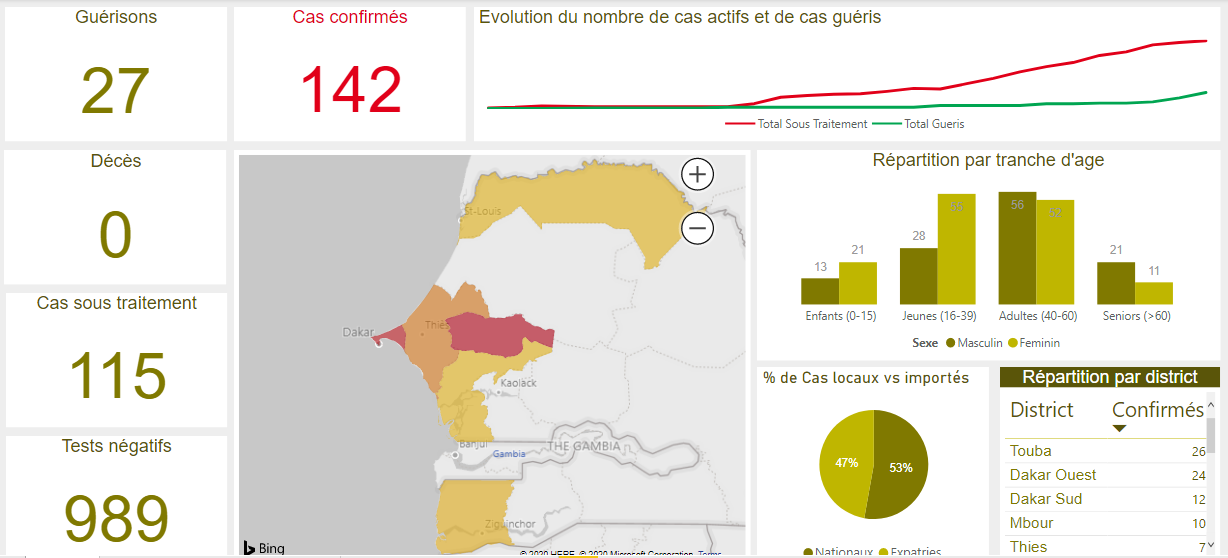 Guérisons
27
Cas confirmés
142
Evolution du nombre de cas actifs et de cas guéris
Total Sous Traitement
Total Gueris
Décès
0
Cas sous traitement
115
Tests négatifs
989
St-Louis
Dakar
Thiès
Kaolack
Banjul
Gambia
THE GAMBIA
Ziguinchor
Bing
© 2020 HERE, © 2020 Microsoft Corporation Terms
Répartition par tranche d'age
13 21 28 55 56 52 21 11
Enfants (0-15) Jeunes (16-39) Adultes (40-60) Seniors (>60)
Sexe Masculin Feminin
% de Cas locaux vs importés
47% 53%
Nationaux Expatries
Répartition par district
District Confirmés
Touba 26
Dakar Ouest 24
Dakar Sud 12
Mbour 10
Thies 7